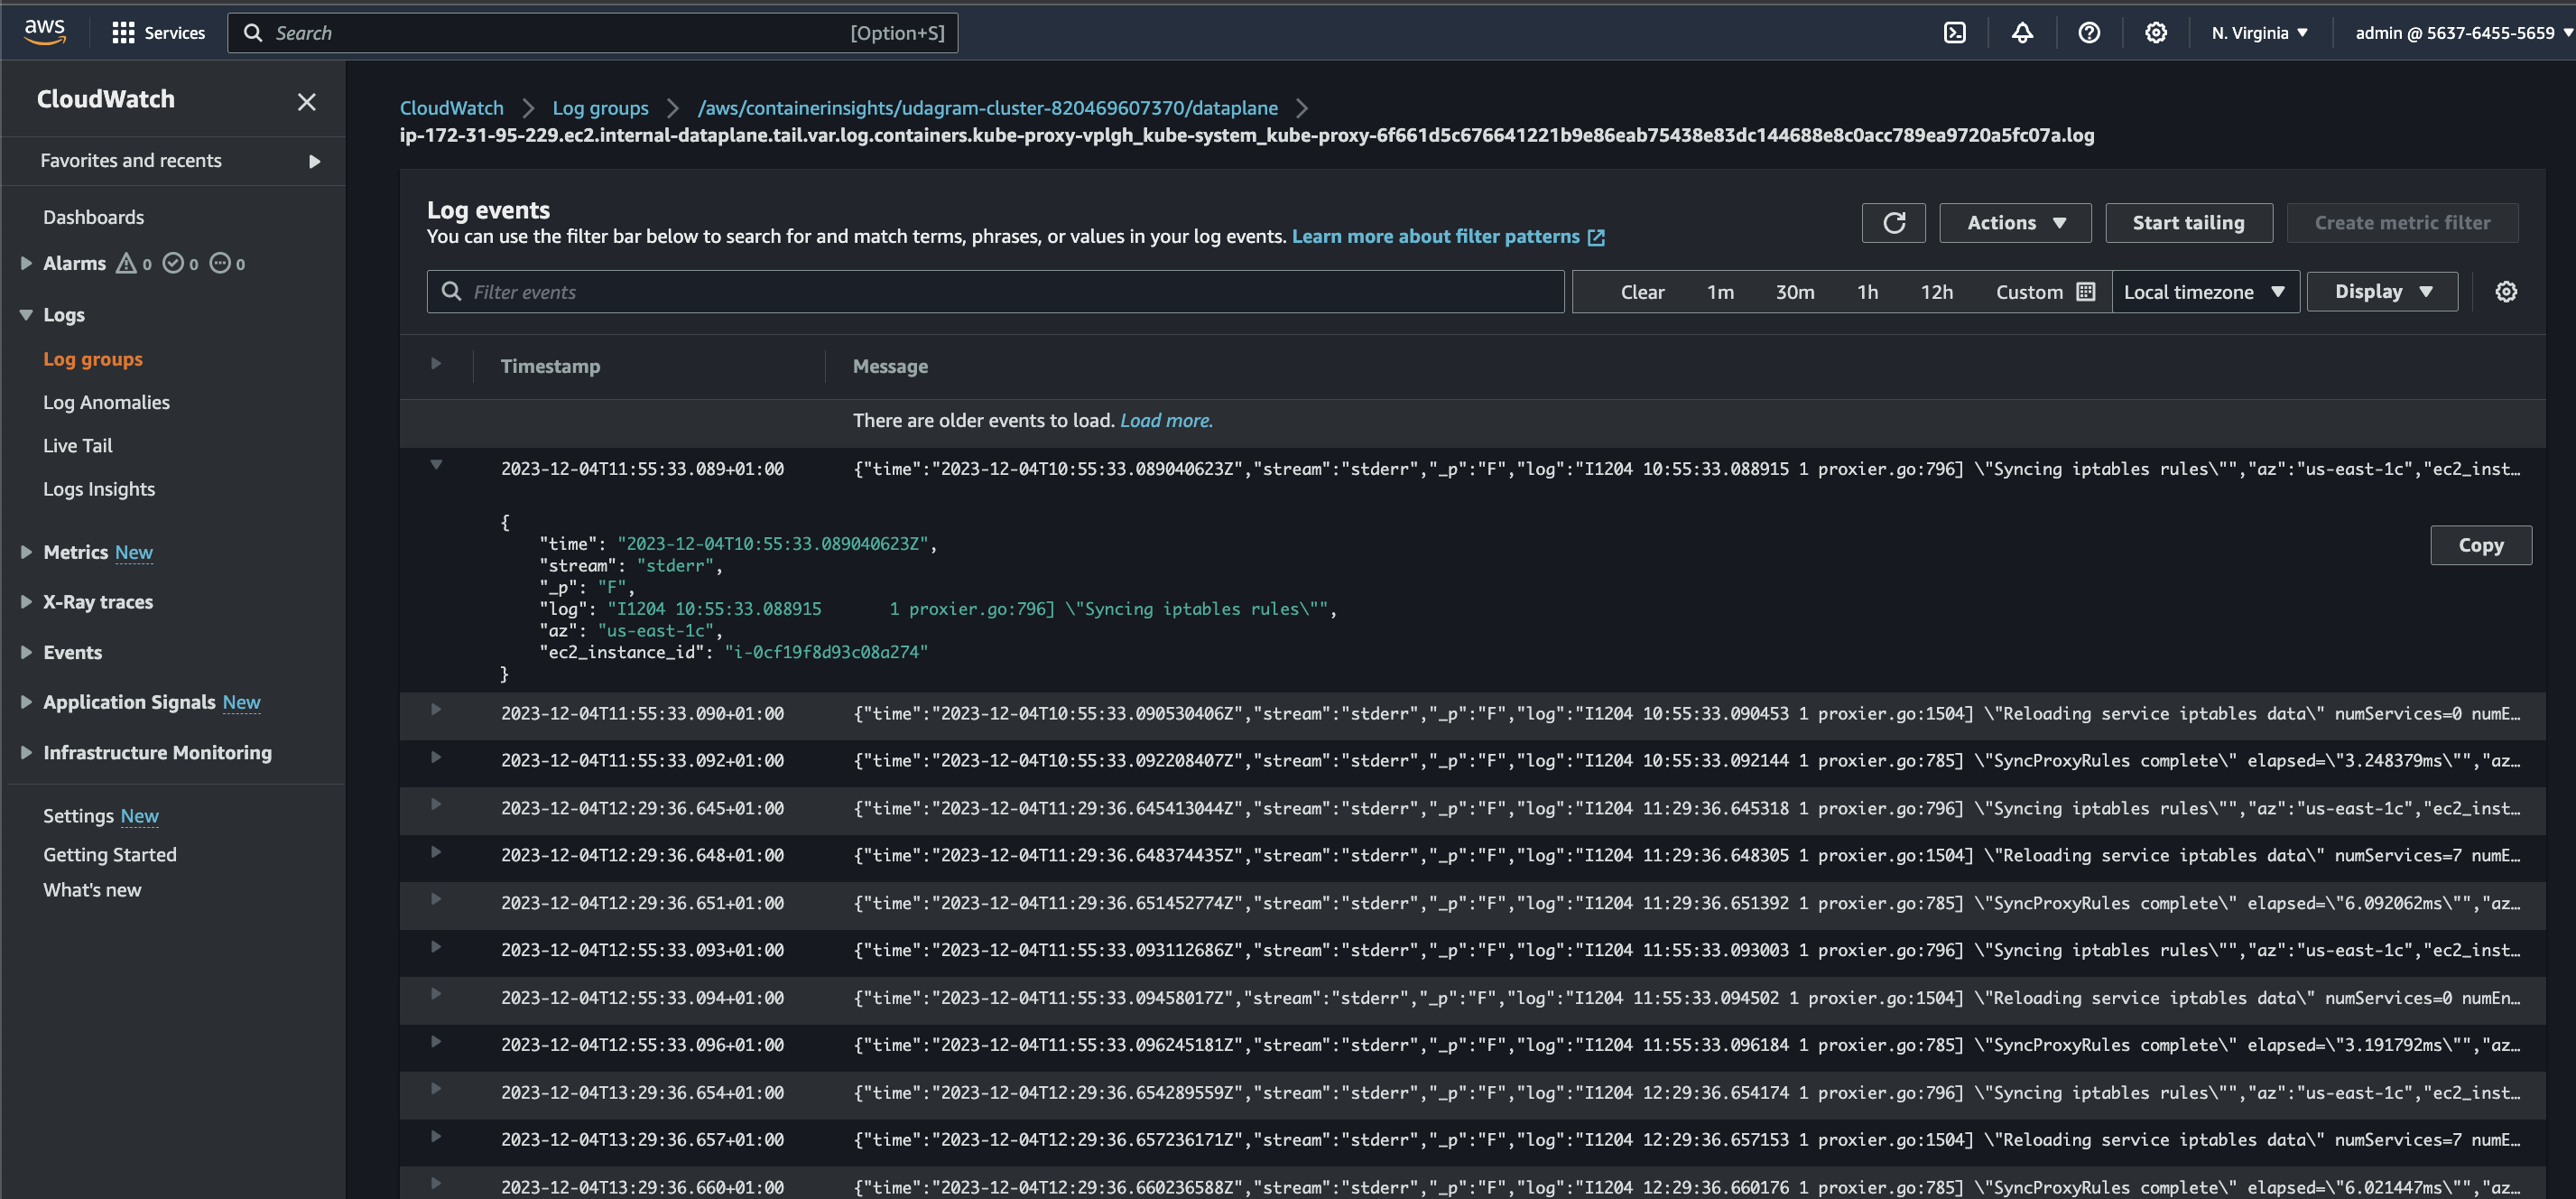 aws
Services
Search
[Option+S]
N. Virginia
admin @ 5637-6455-5659
CloudWatch
Favorites and recents
Dashboards
Alarms 0 0 0
Logs
Log groups
Log Anomalies
Live Tail
Logs Insights
Metrics New
X-Ray traces
Events
Application Signals New
Infrastructure Monitoring
Settings New
Getting Started
What's new
CloudWatch
Log groups
/aws/containerinsights/udagram-cluster-820469607370/dataplane
ip-172-31-95-229.ec2.internal-dataplane.tail.var.log.containers.kube-proxy-vplgh_kube-system_kube-proxy-6f661d5c676641221b9e86eab75438e83dc144688e8c0acc789ea9720a5fc07a.log
Log events
You can use the filter bar below to search for and match terms, phrases, or values in your log events. Learn more about filter patterns
Actions
Start tailing
Create metric filter
Filter events
Clear
1m
30m
1h
12h
Custom
Local timezone
Display
Timestamp
Message
There are older events to load. Load more.
2023-12-04T11:55:33.089+01:00 {"time":"2023-12-04T10:55:33.089040623Z","stream":"stderr","_p":"F","log":"I1204 10:55:33.088915 1 proxier.go:796] \"Syncing iptables rules\"","az":"us-east-1c","ec2_inst…
{
"time": "2023-12-04T10:55:33.089040623Z",
"stream": "stderr",
"_p": "F",
"log": "I1204 10:55:33.088915       1 proxier.go:796] \"Syncing iptables rules\"",
"az": "us-east-1c",
"ec2_instance_id": "i-0cf19f8d93c08a274"
}
Copy
2023-12-04T11:55:33.090+01:00 {"time":"2023-12-04T10:55:33.090530406Z","stream":"stderr","_p":"F","log":"I1204 10:55:33.090453 1 proxier.go:1504] \"Reloading service iptables data\" numServices=0 numE…
2023-12-04T11:55:33.092+01:00 {"time":"2023-12-04T10:55:33.092208407Z","stream":"stderr","_p":"F","log":"I1204 10:55:33.092144 1 proxier.go:785] \"SyncProxyRules complete\" elapsed=\"3.248379ms\"","az…
2023-12-04T12:29:36.645+01:00 {"time":"2023-12-04T11:29:36.645413044Z","stream":"stderr","_p":"F","log":"I1204 11:29:36.645318 1 proxier.go:796] \"Syncing iptables rules\"","az":"us-east-1c","ec2_inst…
2023-12-04T12:29:36.648+01:00 {"time":"2023-12-04T11:29:36.648374435Z","stream":"stderr","_p":"F","log":"I1204 11:29:36.648305 1 proxier.go:1504] \"Reloading service iptables data\" numServices=7 numE…
2023-12-04T12:29:36.651+01:00 {"time":"2023-12-04T11:29:36.651452774Z","stream":"stderr","_p":"F","log":"I1204 11:29:36.651392 1 proxier.go:785] \"SyncProxyRules complete\" elapsed=\"6.092062ms\"","az…
2023-12-04T12:55:33.093+01:00 {"time":"2023-12-04T11:55:33.093112686Z","stream":"stderr","_p":"F","log":"I1204 11:55:33.093003 1 proxier.go:796] \"Syncing iptables rules\"","az":"us-east-1c","ec2_inst…
2023-12-04T12:55:33.094+01:00 {"time":"2023-12-04T11:55:33.09458017Z","stream":"stderr","_p":"F","log":"I1204 11:55:33.094502 1 proxier.go:1504] \"Reloading service iptables data\" numServices=0 numEn…
2023-12-04T12:55:33.096+01:00 {"time":"2023-12-04T11:55:33.096245181Z","stream":"stderr","_p":"F","log":"I1204 11:55:33.096184 1 proxier.go:785] \"SyncProxyRules complete\" elapsed=\"3.191792ms\"","az…
2023-12-04T13:29:36.654+01:00 {"time":"2023-12-04T12:29:36.654289559Z","stream":"stderr","_p":"F","log":"I1204 12:29:36.654174 1 proxier.go:796] \"Syncing iptables rules\"","az":"us-east-1c","ec2_inst…
2023-12-04T13:29:36.657+01:00 {"time":"2023-12-04T12:29:36.657236171Z","stream":"stderr","_p":"F","log":"I1204 12:29:36.657153 1 proxier.go:1504] \"Reloading service iptables data\" numServices=7 numE…
2023-12-04T13:29:36.660+01:00 {"time":"2023-12-04T12:29:36.660236588Z","stream":"stderr","_p":"F","log":"I1204 12:29:36.660176 1 proxier.go:785] \"SyncProxyRules complete\" elapsed=\"6.021447ms\"","az…